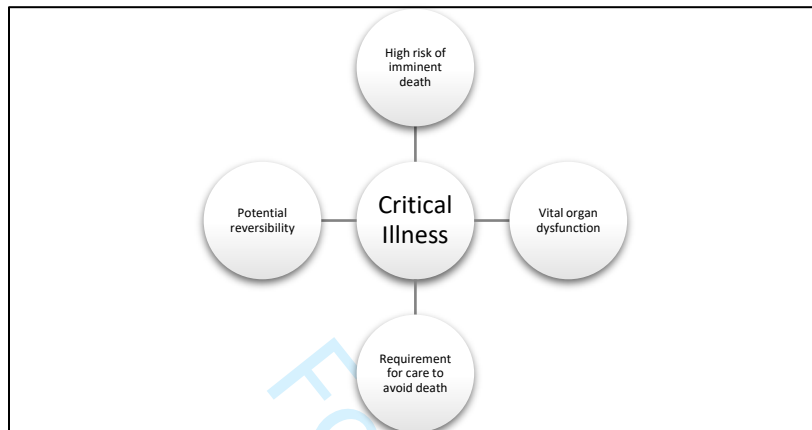 High risk of
imminent
death
Potential
reversibility
Critical
Illness
Vital organ
dysfunction
Requirement
for care to
avoid death